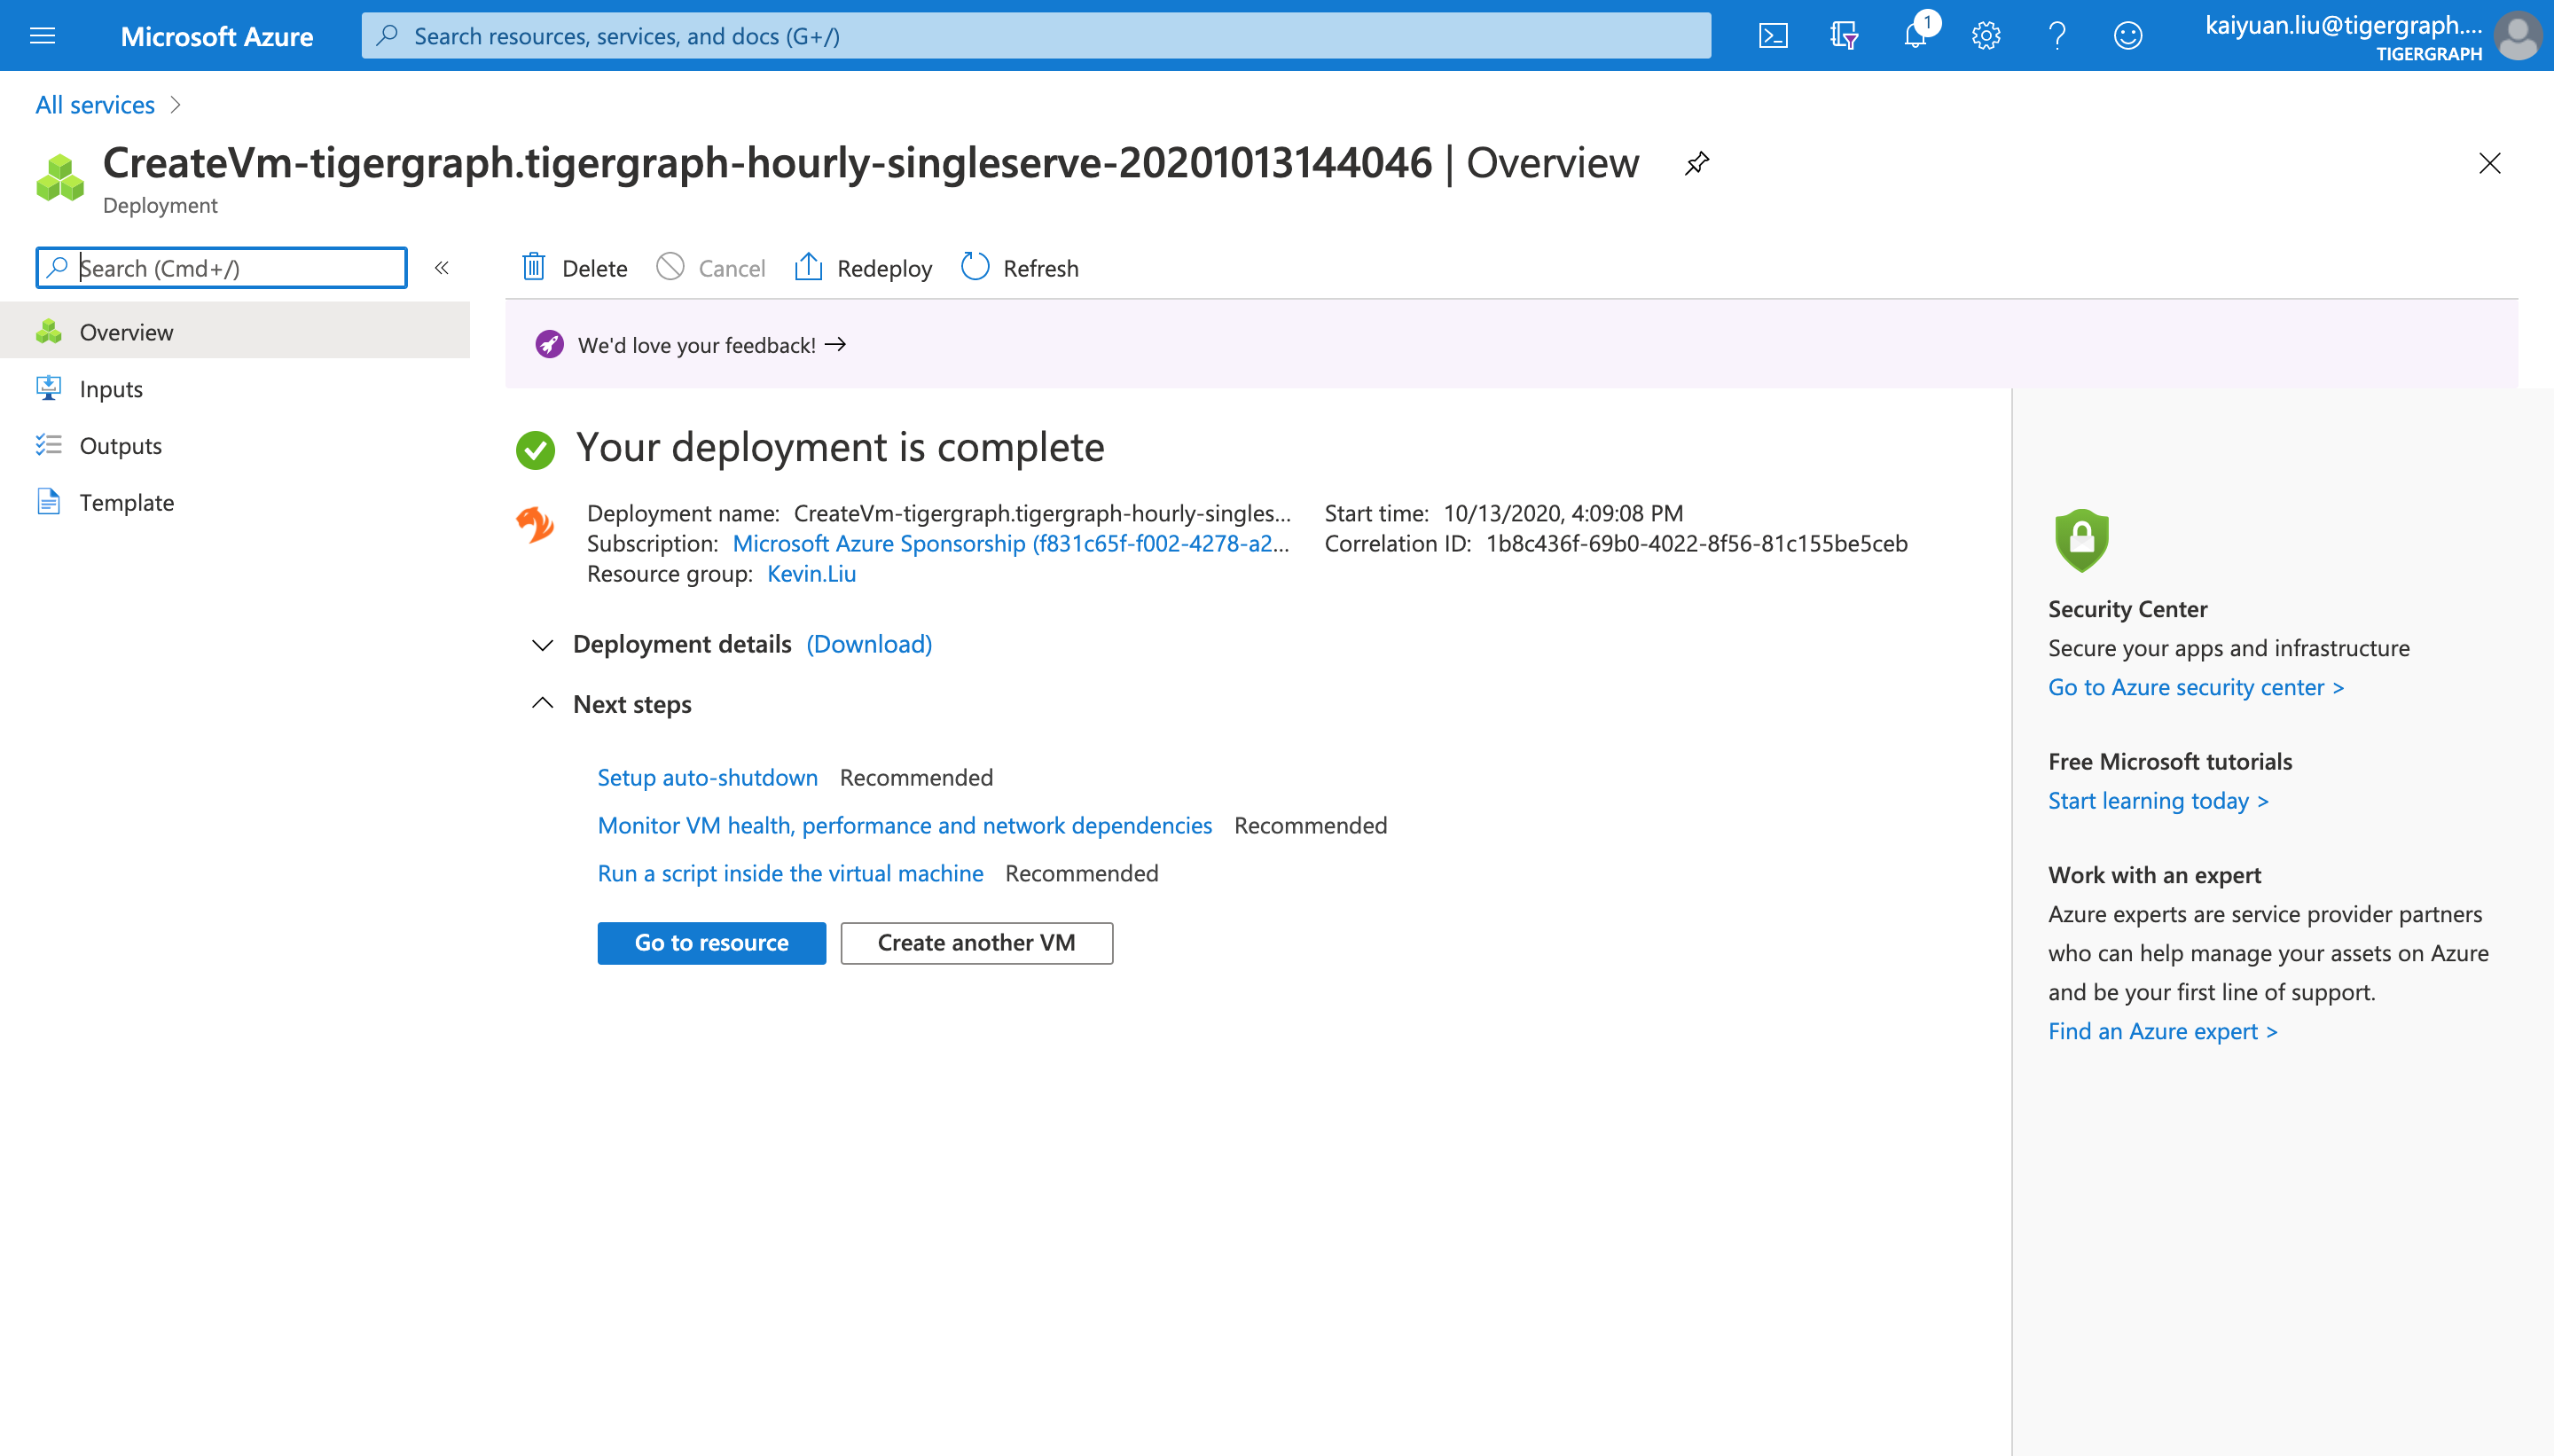 Microsoft Azure
Search resources, services, and docs (G+/)
1
kaiyuan.liu@tigergraph....
TIGERGRAPH
All services
CreateVm-tigergraph.tigergraph-hourly-singleserve-20201013144046 | Overview
Deployment
Search (Cmd+/)
Overview
Inputs
Outputs
Template
Delete
Cancel
Redeploy
Refresh
We'd love your feedback! →
Your deployment is complete
Deployment name: CreateVm-tigergraph.tigergraph-hourly-singles...
Subscription: Microsoft Azure Sponsorship (f831c65f-f002-4278-a2...
Resource group: Kevin.Liu
Start time: 10/13/2020, 4:09:08 PM
Correlation ID: 1b8c436f-69b0-4022-8f56-81c155be5ceb
Deployment details (Download)
Next steps
Setup auto-shutdown Recommended
Monitor VM health, performance and network dependencies Recommended
Run a script inside the virtual machine Recommended
Go to resource
Create another VM
Security Center
Secure your apps and infrastructure
Go to Azure security center >
Free Microsoft tutorials
Start learning today >
Work with an expert
Azure experts are service provider partners
who can help manage your assets on Azure
and be your first line of support.
Find an Azure expert >